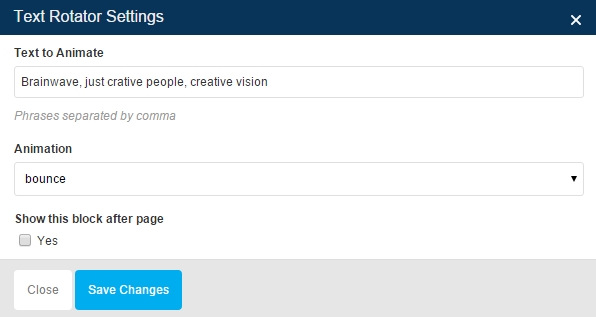 Text Rotator Settings
Text to Animate
Brainwave, just crative people, creative vision
Phrases separated by comma
Animation
bounce
Show this block after page
Yes
Close Save Changes